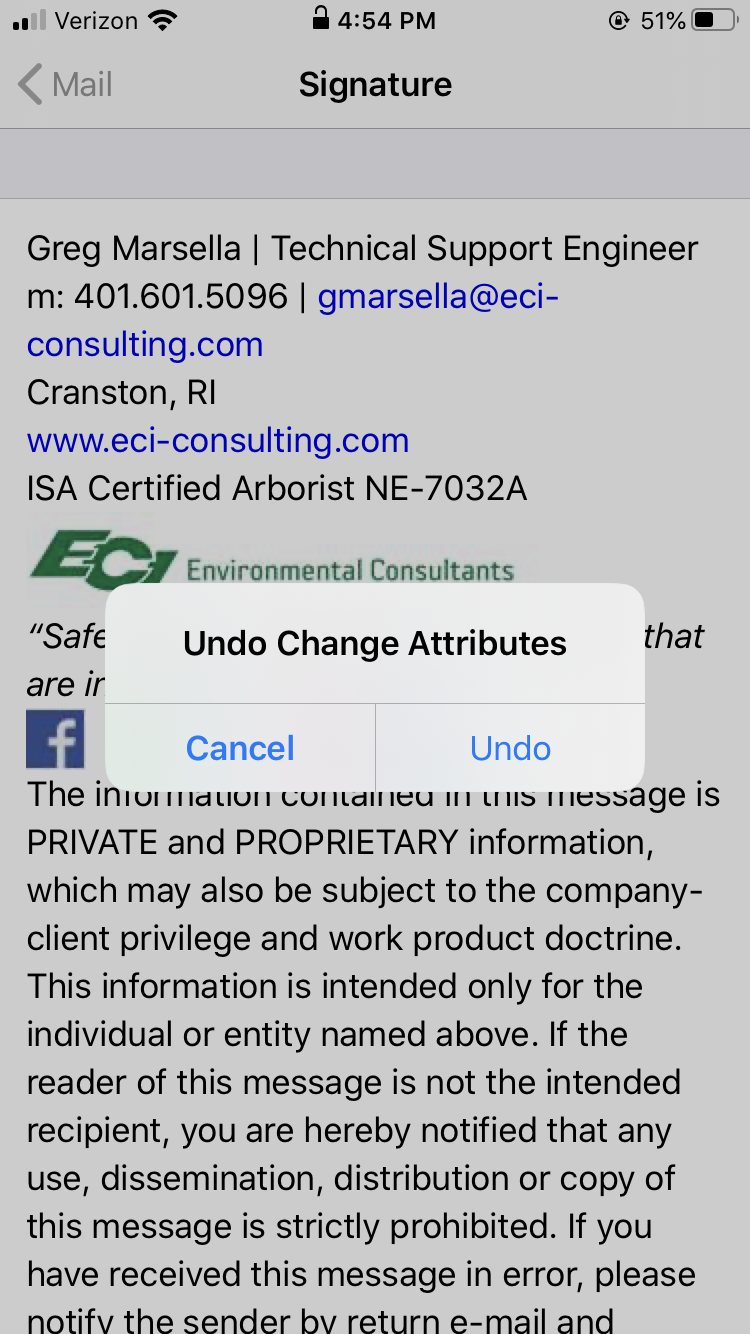 Verizon 4:54 PM 51%
Mail Signature
Greg Marsella | Technical Support Engineer
m: 401.601.5096 | gmarsella@eci-
consulting.com
Cranston, RI
www.eci-consulting.com
ISA Certified Arborist NE-7032A
ECI Environmental Consultants
“Safe that
are
Undo Change Attributes
Cancel Undo
f
The information contained in this message is
PRIVATE and PROPRIETARY information,
which may also be subject to the company-
client privilege and work product doctrine.
This information is intended only for the
individual or entity named above. If the
reader of this message is not the intended
recipient, you are hereby notified that any
use, dissemination, distribution or copy of
this message is strictly prohibited. If you
have received this message in error, please
notify the sender by return e-mail and